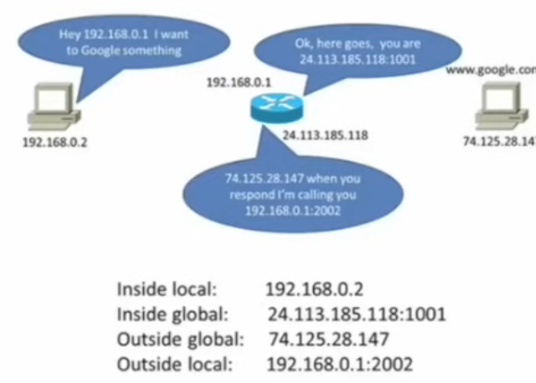 Hey 192.168.0.1 I want
to Google something
Ok, here goes, you are
24.113.185.118:1001
www.google.com
192.168.0.1
192.168.0.2
24.113.185.118
74.125.28.147
74.125.28.147 when you
respond I'm calling you
192.168.0.1:2002
Inside local: 192.168.0.2
Inside global: 24.113.185.118:1001
Outside global: 74.125.28.147
Outside local: 192.168.0.1:2002